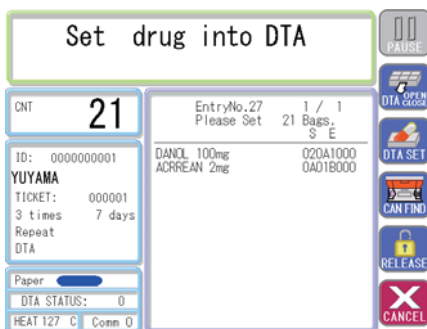 Set drug into DTA
PAUSE
DTA OPEN CLOSE
DTA SET
CAN FIND
RELEASE
CANCEL
CNT 21
ID: 0000000001
YUYAMA
TICKET: 000001
3 times 7 days
Repeat
DTA
Paper
DTA STATUS: 0
HEAT 127 C Comm 0
EntryNo.27 1 / 1
Please Set 21 Bags.
S E
DANOL 100mg 020A1000
ACRREAN 2mg 0A01B000